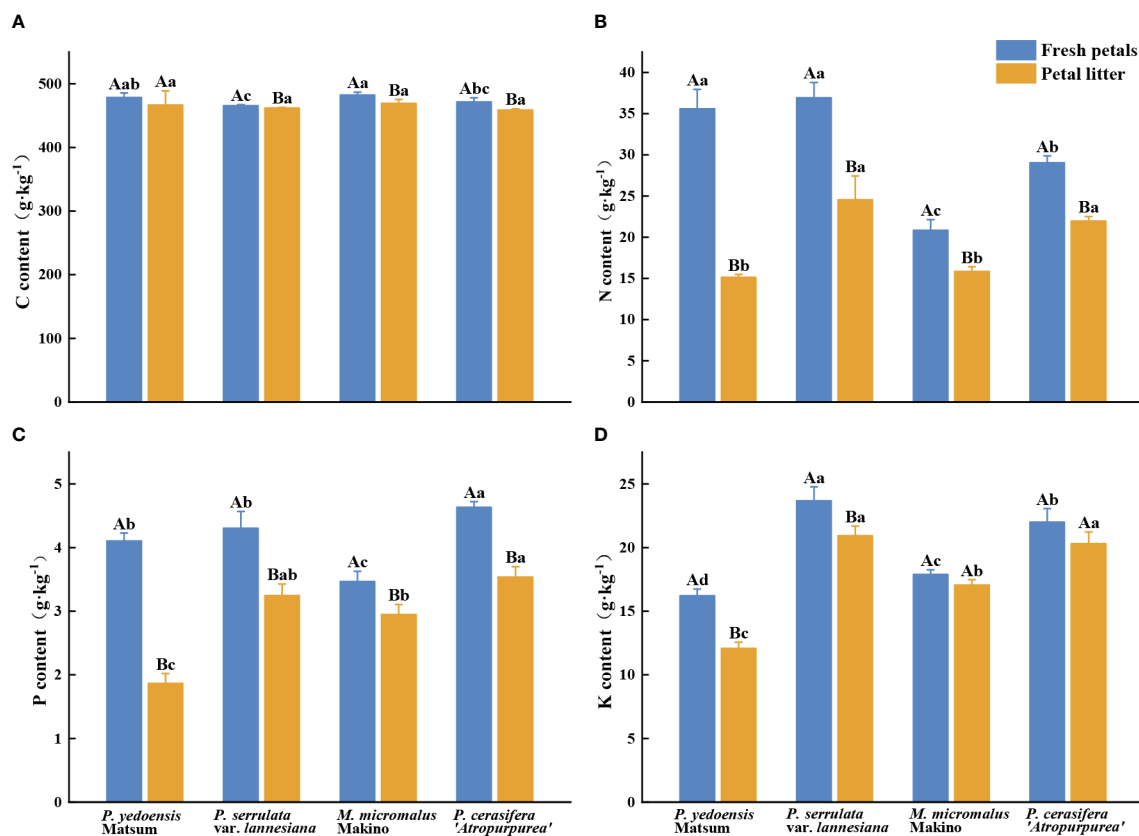 A
C content（g·kg-1）
500
400
300
200
100
0
Aab
Aa
Ac
Ba
Aa
Ba
Abc
Ba
B
Fresh petals
Petal litter
N content（g·kg-1）
40
35
30
25
20
15
10
5
0
Aa
Bb
Aa
Ba
Ac
Bb
Ab
Ba
C
P content（g·kg-1）
5
4
3
2
1
0
Ab
Bc
Ab
Bab
Ac
Bb
Aa
Ba
P. yedoensis
Matsum
P. serrulata
var. lannesiana
M. micromalus
Makino
P. cerasifera
'Atropurpurea'
D
K content（g·kg-1）
25
20
15
10
5
0
Ad
Bc
Aa
Ba
Ac
Ab
Ab
Aa
P. yedoensis
Matsum
P. serrulata
var. lannesiana
M. micromalus
Makino
P. cerasifera
'Atropurpurea'